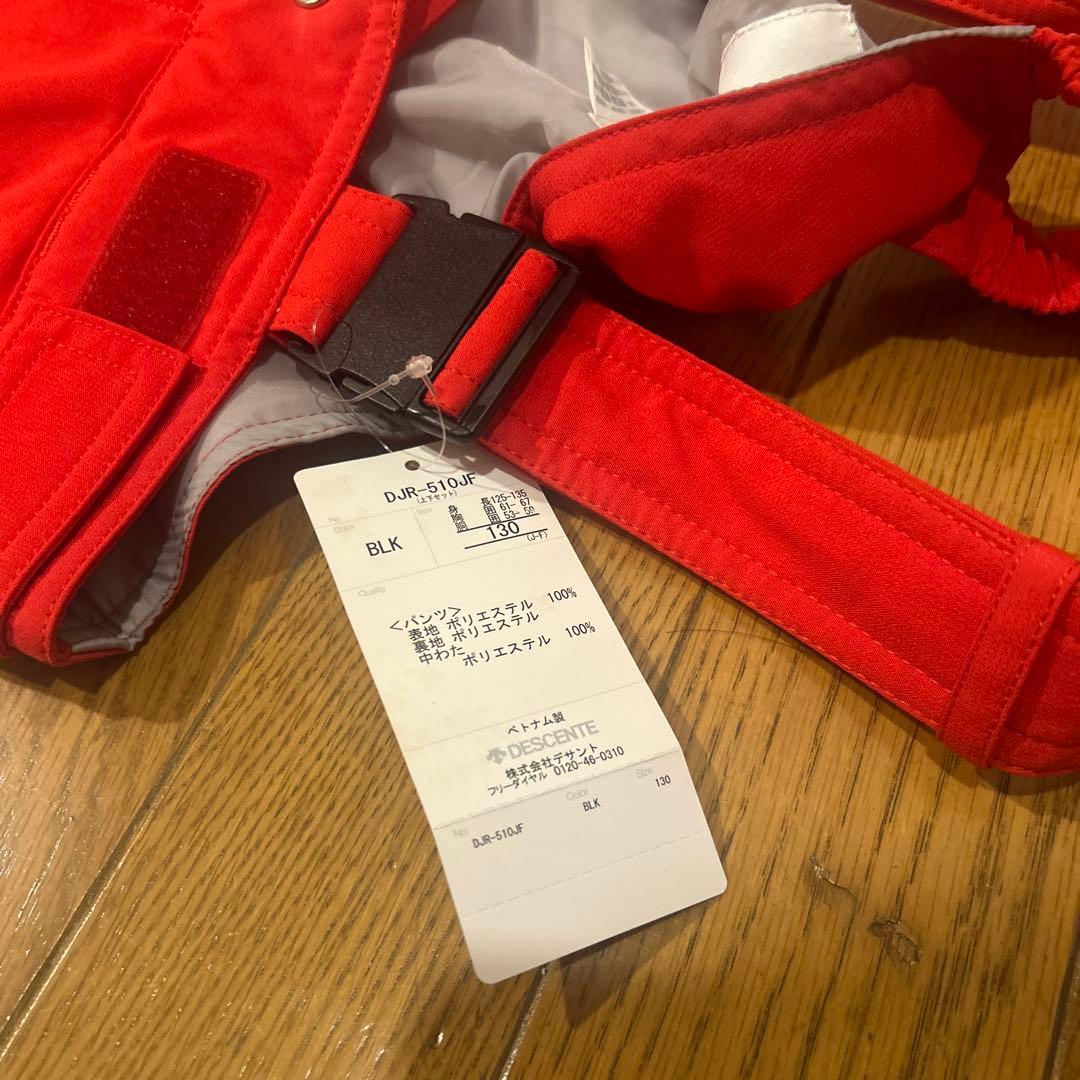 DJR-510JF
(上下セット)
No.
Color
Size
BLK
身 長125-135
胸 囲 61- 67
胴 囲 53- 59
130
(J-F)
Quality
<パンツ>
表地 ポリエステル 100%
裏地 ポリエステル
中わた
ポリエステル 100%
ベトナム製
DESCENTE
株式会社デサント
フリーダイヤル 0120-46-0310
No.
Color
Size
DJR-510JF
BLK
130